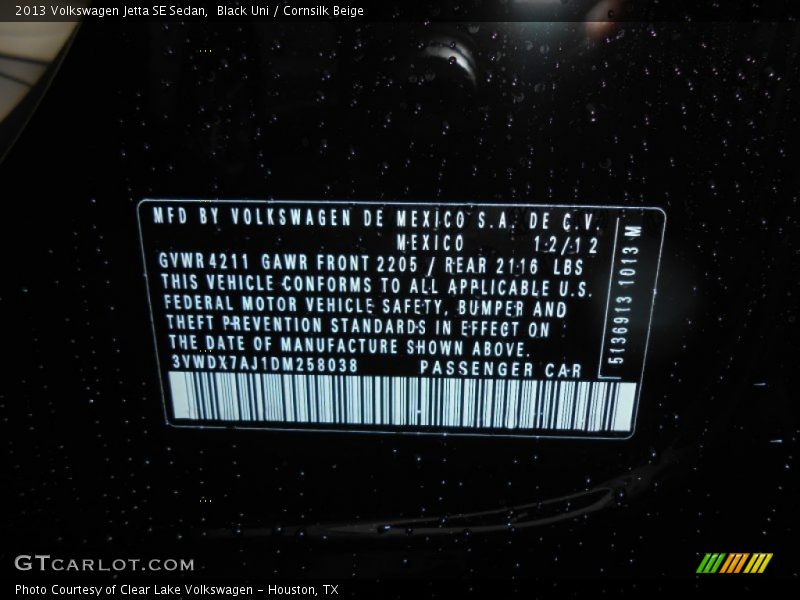 2013 Volkswagen Jetta SE Sedan, Black Uni / Cornsilk Beige
MFD BY VOLKSWAGEN DE MEXICO S.A. DE C.V.
MEXICO 12/12
GVWR 4211 GAWR FRONT 2205 / REAR 2116 LBS
THIS VEHICLE CONFORMS TO ALL APPLICABLE U.S.
FEDERAL MOTOR VEHICLE SAFETY, BUMPER AND
THEFT PREVENTION STANDARDS IN EFFECT ON
THE DATE OF MANUFACTURE SHOWN ABOVE.
3VWDX7AJ1DM258038 PASSENGER CAR
5136913 1013 M
GTCARLOT.COM
Photo Courtesy of Clear Lake Volkswagen - Houston, TX